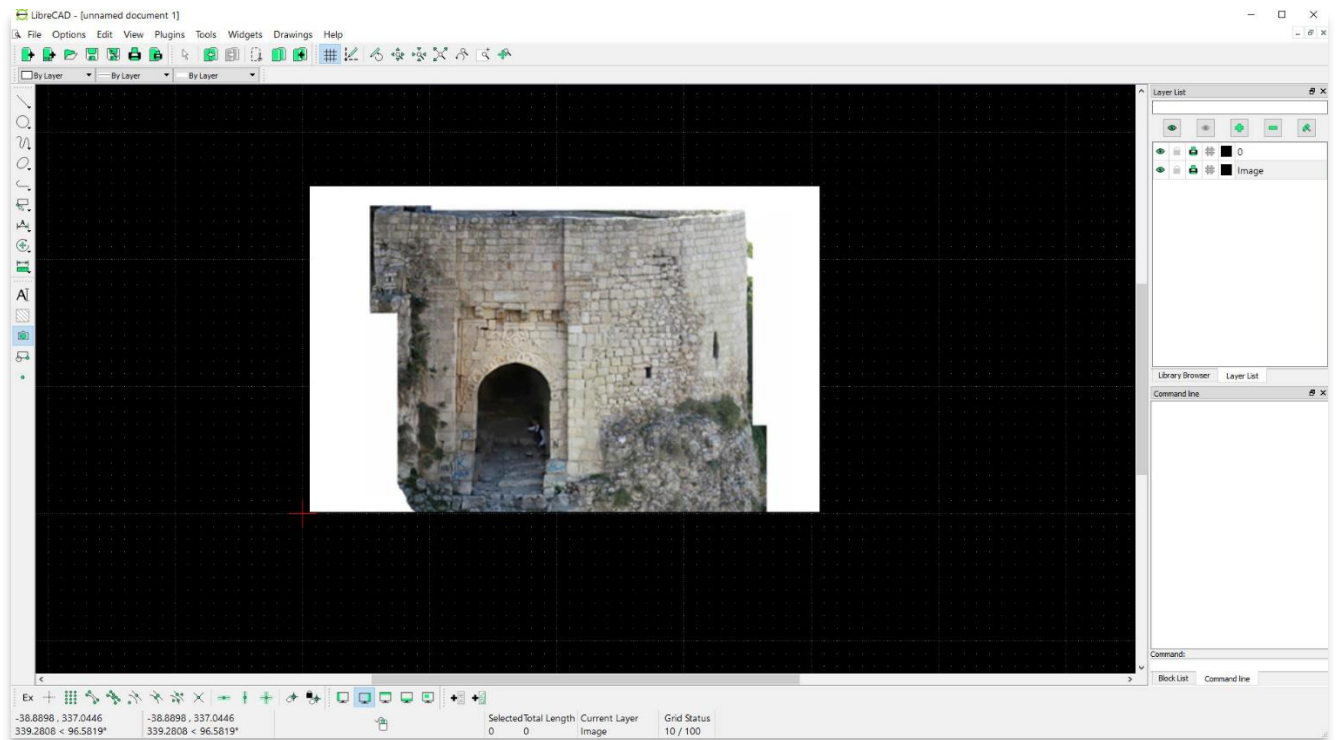 LibreCAD - [unnamed document 1]
File Options Edit View Plugins Tools Widgets Drawings Help
By Layer By Layer By Layer
Layer List
0
Image
Library Browser Layer List
Command line
Command:
Block List Command line
Ex
-38.8898 , 337.0446 -38.8898 , 337.0446 Selected Total Length Current Layer Grid Status
339.2808 < 96.5819° 339.2808 < 96.5819° 0 0 Image 10 / 100